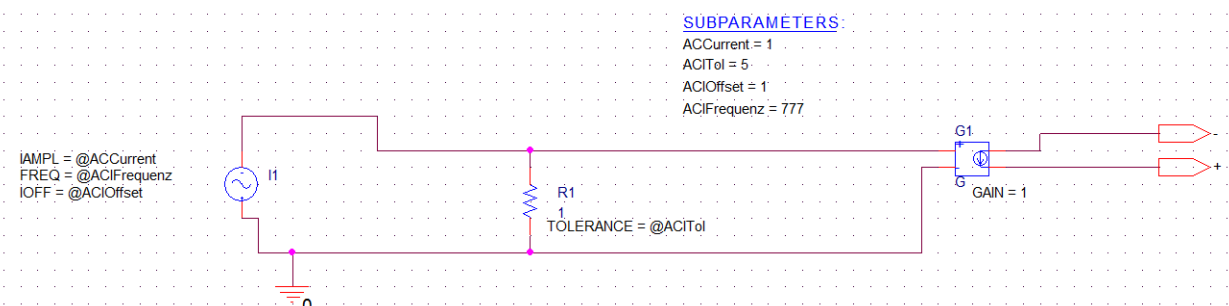 SUBPARAMETERS:
ACCurrent = 1
ACITol = 5
ACIOffset = 1
ACIFrequenz = 777
IAMPL = @ACCurrent
FREQ = @ACIFrequenz
IOFF = @ACIOffset
I1
R1
1
TOLERANCE = @ACITol
G1
+
-
G
GAIN = 1
-
+
0